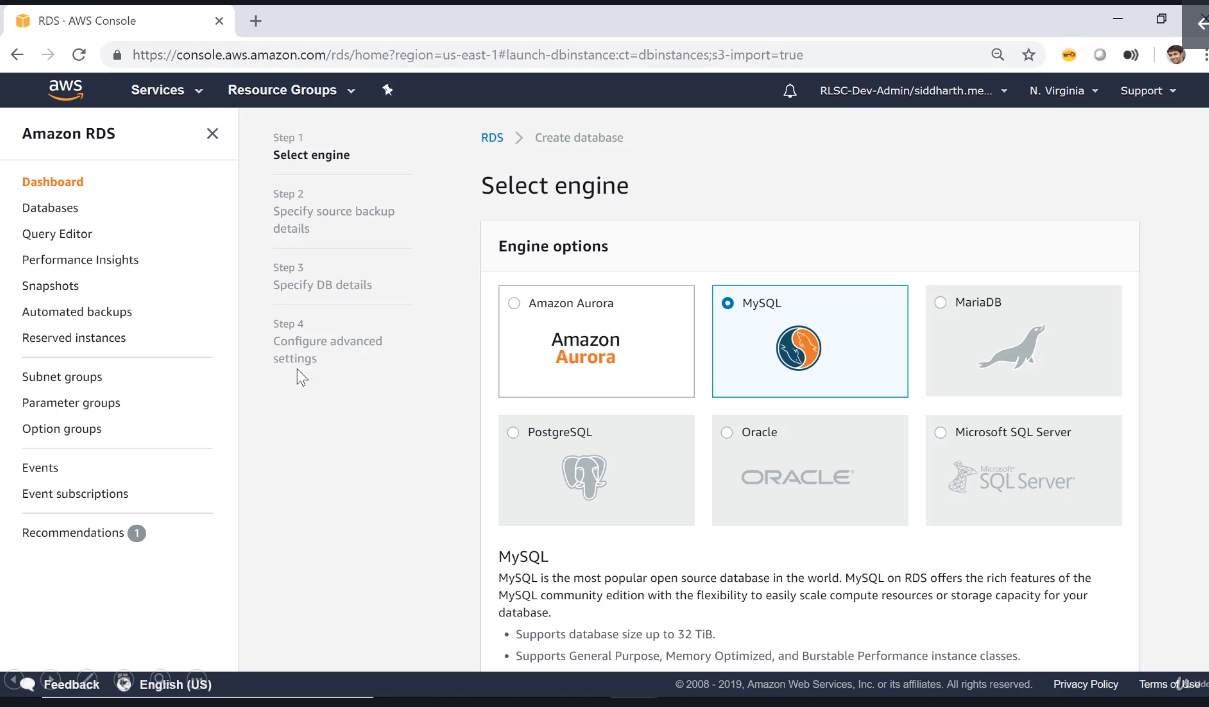 RDS · AWS Console
https://console.aws.amazon.com/rds/home?region=us-east-1#launch-dbinstance:ct=dbinstances;s3-import=true
aws
Services
Resource Groups
RLSC-Dev-Admin/siddharth.me...
N. Virginia
Support
Amazon RDS
Dashboard
Databases
Query Editor
Performance Insights
Snapshots
Automated backups
Reserved instances
Subnet groups
Parameter groups
Option groups
Events
Event subscriptions
Recommendations 1
Step 1
Select engine
Step 2
Specify source backup
details
Step 3
Specify DB details
Step 4
Configure advanced
settings
RDS
Create database
Select engine
Engine options
Amazon Aurora
Amazon
Aurora
MySQL
MariaDB
PostgreSQL
Oracle
ORACLE
Microsoft SQL Server
Microsoft
SQL Server
MySQL
MySQL is the most popular open source database in the world. MySQL on RDS offers the rich features of the
MySQL community edition with the flexibility to easily scale compute resources or storage capacity for your
database.
• Supports database size up to 32 TiB.
• Supports General Purpose, Memory Optimized, and Burstable Performance instance classes.
Feedback
English (US)
© 2008 - 2019, Amazon Web Services, Inc. or its affiliates. All rights reserved.
Privacy Policy
Terms of Use